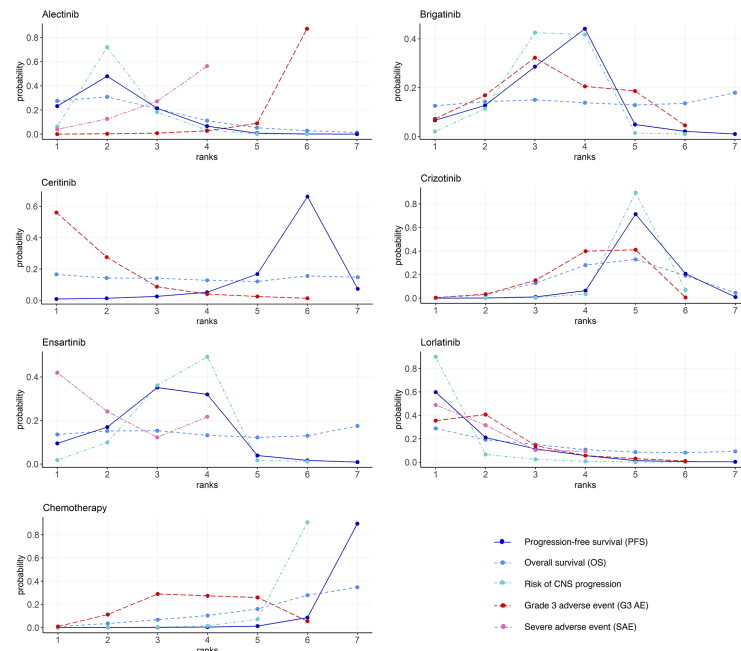 Alectinib
probability
0.8
0.6
0.4
0.2
0.0
1 2 3 4 5 6 7
ranks
Brigatinib
probability
0.4
0.2
0.0
1 2 3 4 5 6 7
ranks
Ceritinib
probability
0.6
0.4
0.2
0.0
1 2 3 4 5 6 7
ranks
Crizotinib
probability
0.8
0.6
0.4
0.2
0.0
1 2 3 4 5 6 7
ranks
Ensartinib
probability
0.4
0.2
0.0
1 2 3 4 5 6 7
ranks
Lorlatinib
probability
0.8
0.6
0.4
0.2
0.0
1 2 3 4 5 6 7
ranks
Chemotherapy
probability
0.8
0.6
0.4
0.2
0.0
1 2 3 4 5 6 7
ranks
Progression-free survival (PFS)
Overall survival (OS)
Risk of CNS progression
Grade 3 adverse event (G3 AE)
Severe adverse event (SAE)